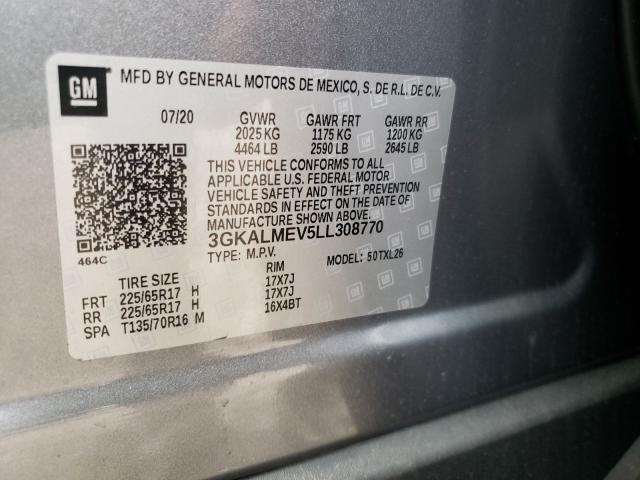 GM MFD BY GENERAL MOTORS DE MEXICO, S. DE R.L. DE C.V.
07/20 GVWR GAWR FRT GAWR RR
2025 KG 1175 KG 1200 KG
4464 LB 2590 LB 2645 LB
THIS VEHICLE CONFORMS TO ALL
APPLICABLE U.S. FEDERAL MOTOR
VEHICLE SAFETY AND THEFT PREVENTION
STANDARDS IN EFFECT ON THE DATE OF
MANUFACTURE SHOWN ABOVE.
464C 3GKALMEV5LL308770
TYPE: M.P.V. MODEL: 50TXL26
TIRE SIZE RIM
FRT 225/65R17 H 17X7J
RR 225/65R17 H 17X7J
SPA T135/70R16 M 16X4BT